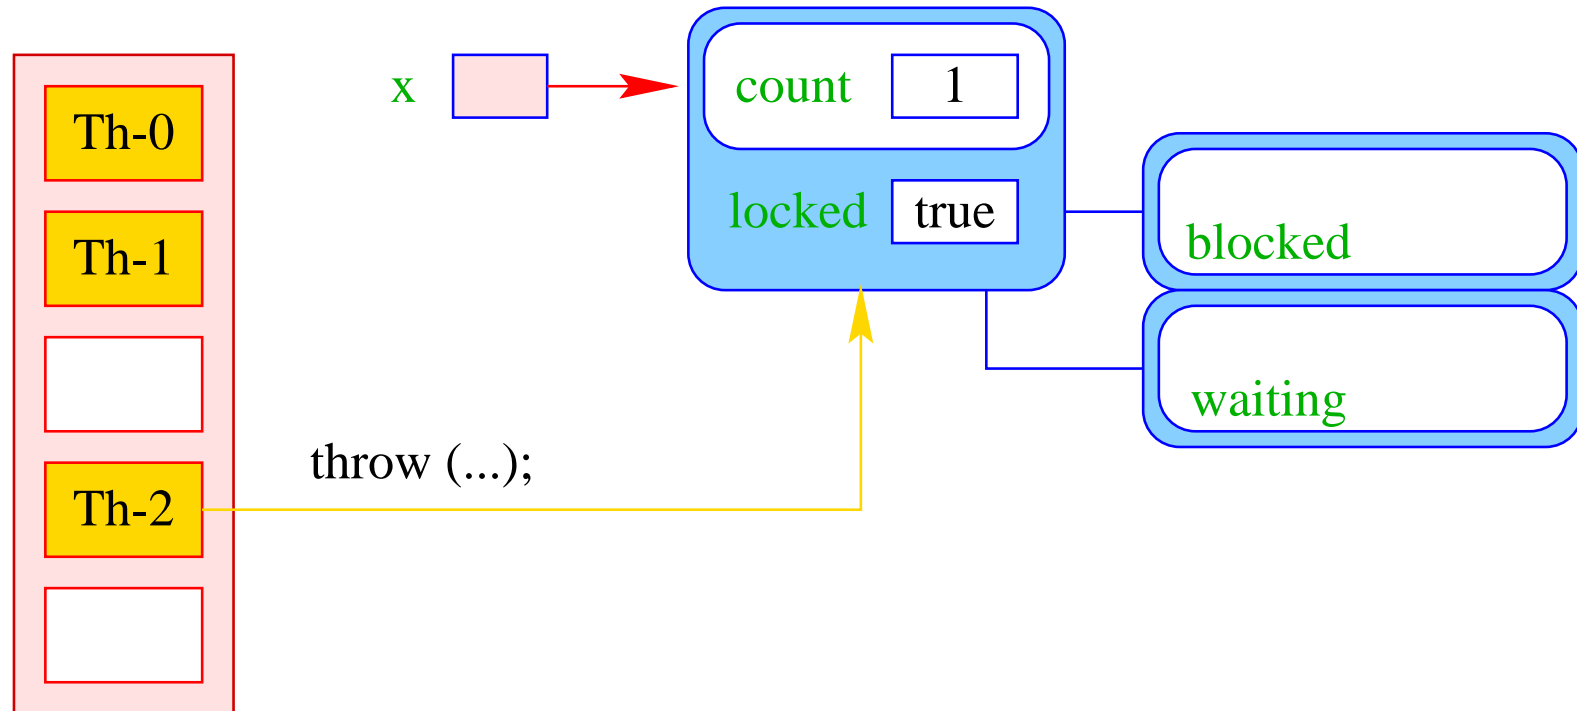 Th-0
Th-1
Th-2
x
count 1
locked true
blocked
waiting
throw (...);